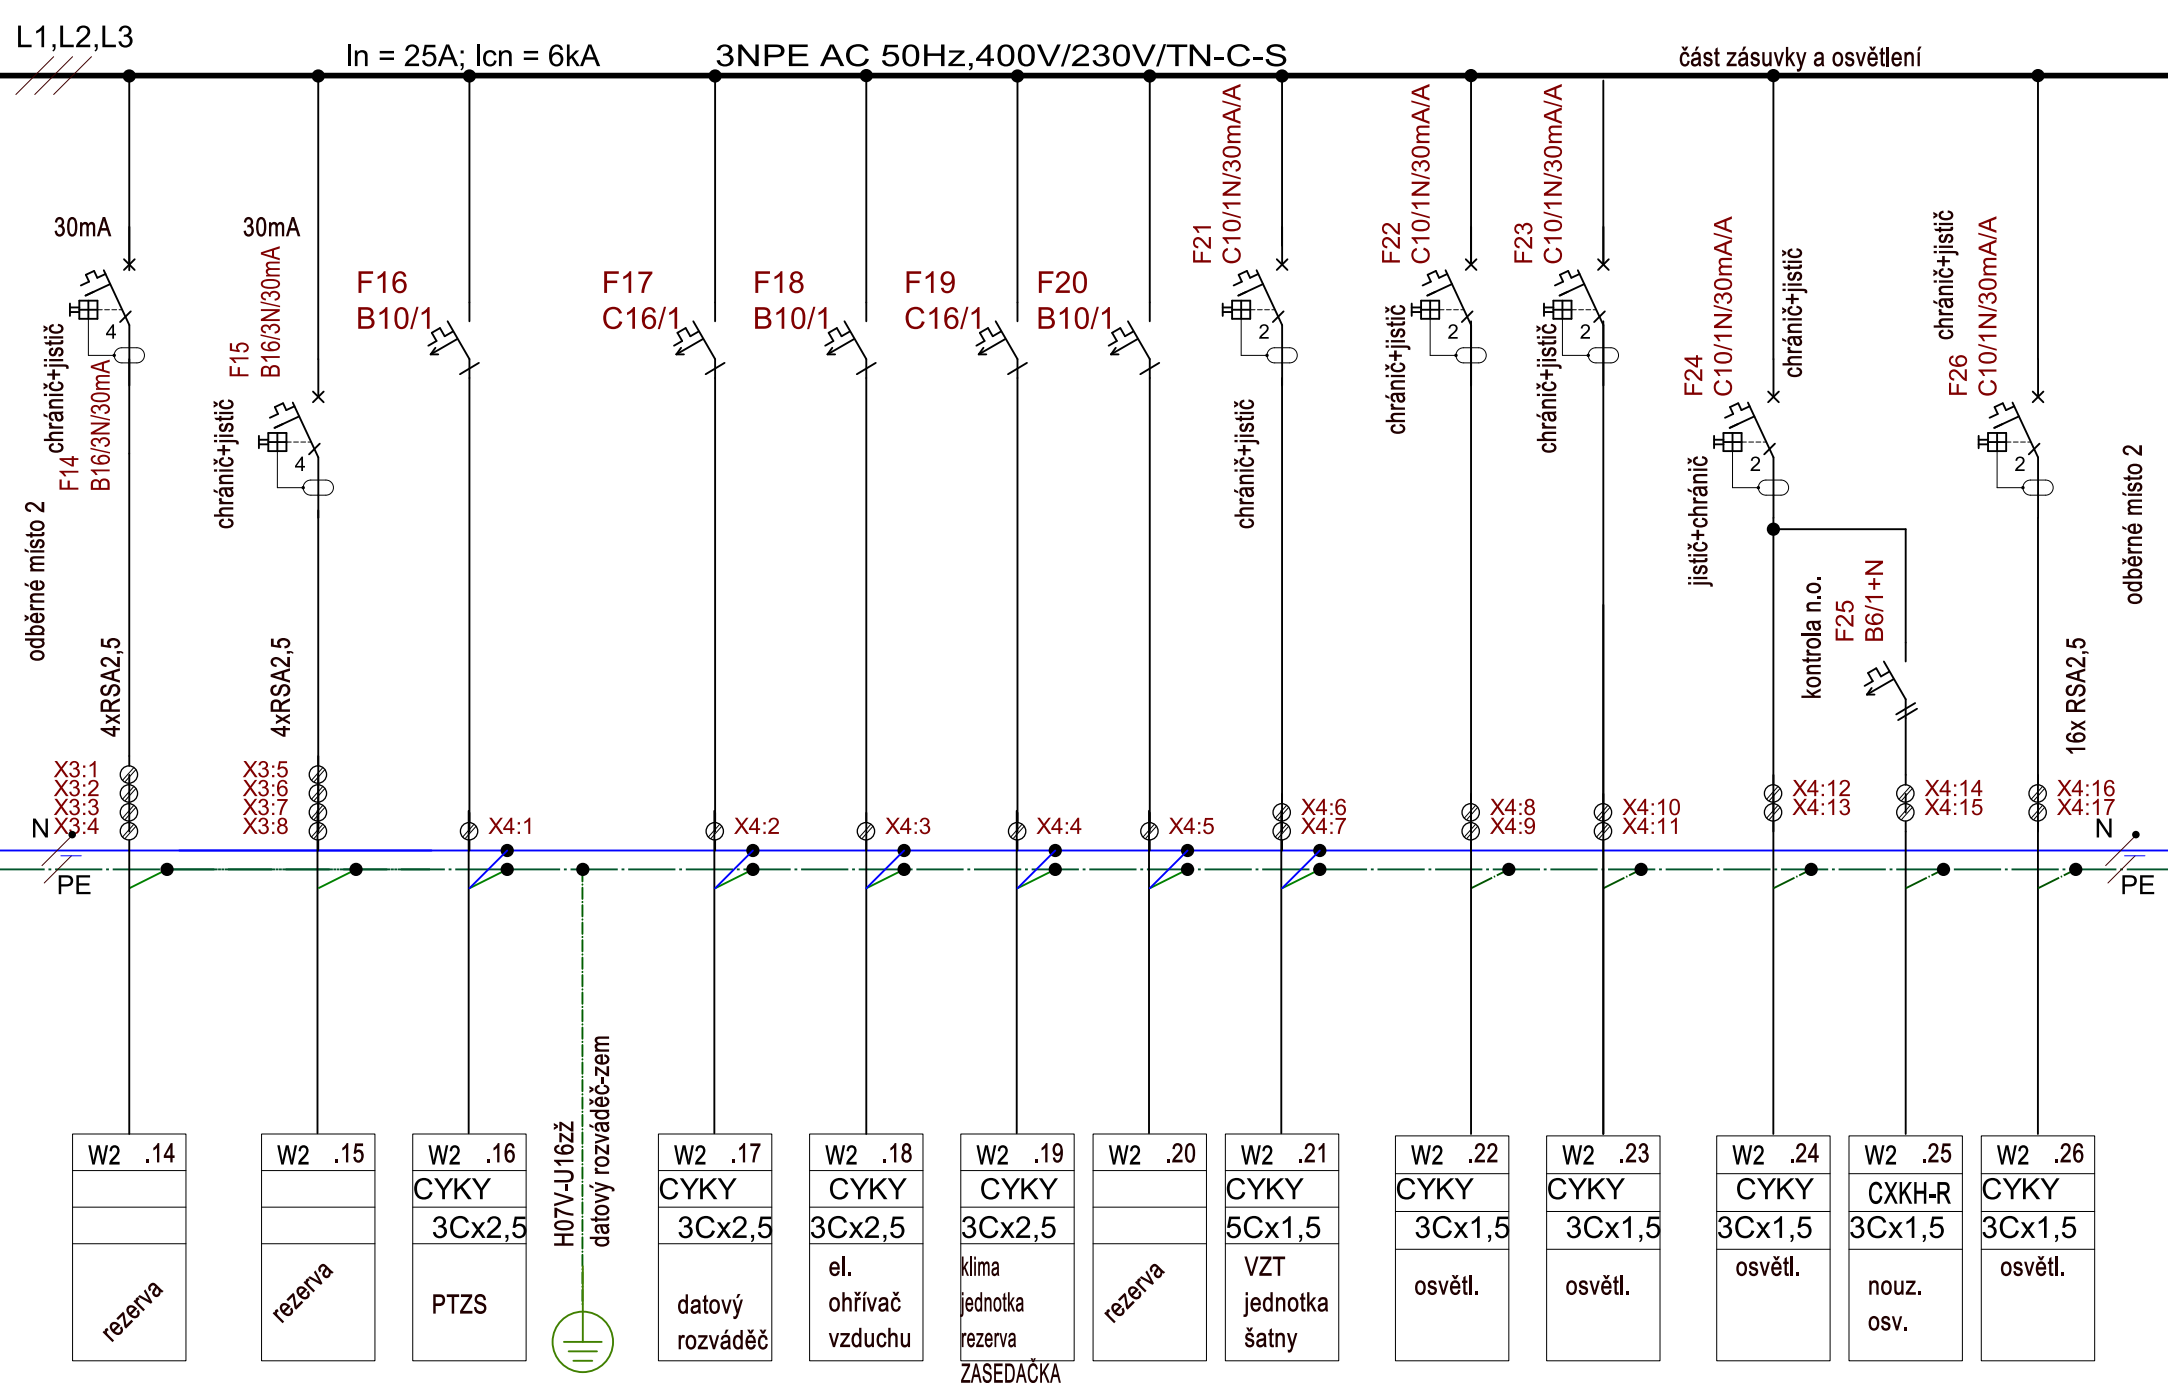 L1,L2,L3
In = 25A; Icn = 6kA
3NPE AC 50Hz,400V/230V/TN-C-S
část zásuvky a osvětlení
odběrné místo 2
30mA
chránič+jistič
F14
B16/3N/30mA
4
4xRSA2,5
30mA
F15
B16/3N/30mA
chránič+jistič
4
4xRSA2,5
F16
B10/1
F17
C16/1
F18
B10/1
F19
C16/1
F20
B10/1
F21
C10/1N/30mA/A
2
chránič+jistič
F22
C10/1N/30mA/A
2
chránič+jistič
F23
C10/1N/30mA/A
2
chránič+jistič
F24
C10/1N/30mA/A
chránič+jistič
2
jistič+chránič
kontrola n.o.
F25
B6/1+N
F26
C10/1N/30mA/A
chránič+jistič
2
16x RSA2,5
odběrné místo 2
X3:1
X3:2
X3:3
X3:4
X3:5
X3:6
X3:7
X3:8
X4:1
X4:2
X4:3
X4:4
X4:5
X4:6
X4:7
X4:8
X4:9
X4:10
X4:11
X4:12
X4:13
X4:14
X4:15
X4:16
X4:17
N
N
PE
PE
H07V-U16zž
datový rozváděč-zem
W2 .14
rezerva
W2 .15
rezerva
W2 .16
CYKY
3Cx2,5
PTZS
W2 .17
CYKY
3Cx2,5
datový
rozváděč
W2 .18
CYKY
3Cx2,5
el.
ohřívač
vzduchu
W2 .19
CYKY
3Cx2,5
klima
jednotka
rezerva
ZASEDAČKA
W2 .20
rezerva
W2 .21
CYKY
5Cx1,5
VZT
jednotka
šatny
W2 .22
CYKY
3Cx1,5
osvětl.
W2 .23
CYKY
3Cx1,5
osvětl.
W2 .24
CYKY
3Cx1,5
osvětl.
W2 .25
CXKH-R
3Cx1,5
nouz.
osv.
W2 .26
CYKY
3Cx1,5
osvětl.